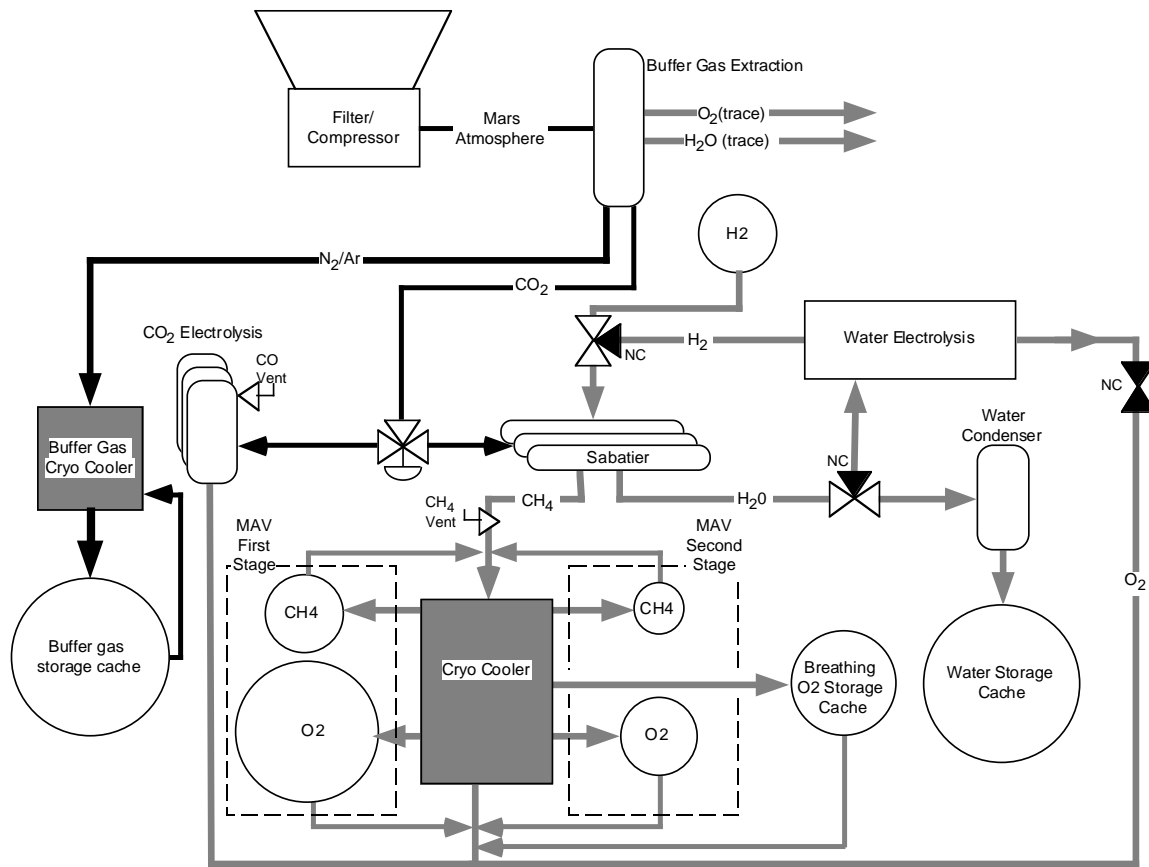 Buffer Gas Extraction
Filter/
Compressor
Mars
Atmosphere
O2(trace)
H2O (trace)
H2
N2/Ar
CO2
CO2 Electrolysis
CO
Vent
NC
H2
Water Electrolysis
NC
Buffer Gas
Cryo Cooler
Sabatier
Water
Condenser
NC
CH4
Vent
CH4
H20
MAV
First
Stage
MAV
Second
Stage
O2
CH4
CH4
Buffer gas
storage cache
Cryo Cooler
Breathing
O2 Storage
Cache
Water Storage
Cache
O2
O2